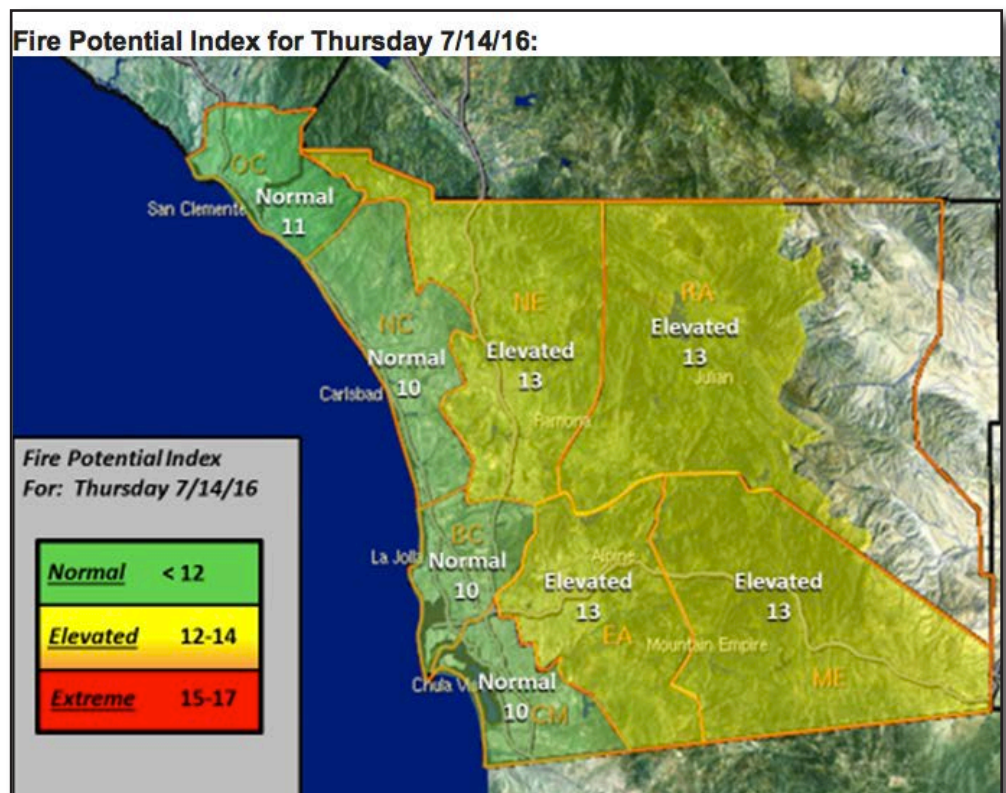 Fire Potential Index for Thursday 7/14/16:
OC
Normal
11
San Clemente
NC
Normal
10
Carlsbad
NE
Elevated
13
Ramona
RA
Elevated
13
Julian
BC
Normal
10
La Jolla
Alpine
Elevated
13
EA
Elevated
13
Mountain Empire
ME
Chula
Normal
10
CM
Fire Potential Index
For: Thursday 7/14/16
Normal < 12
Elevated 12-14
Extreme 15-17